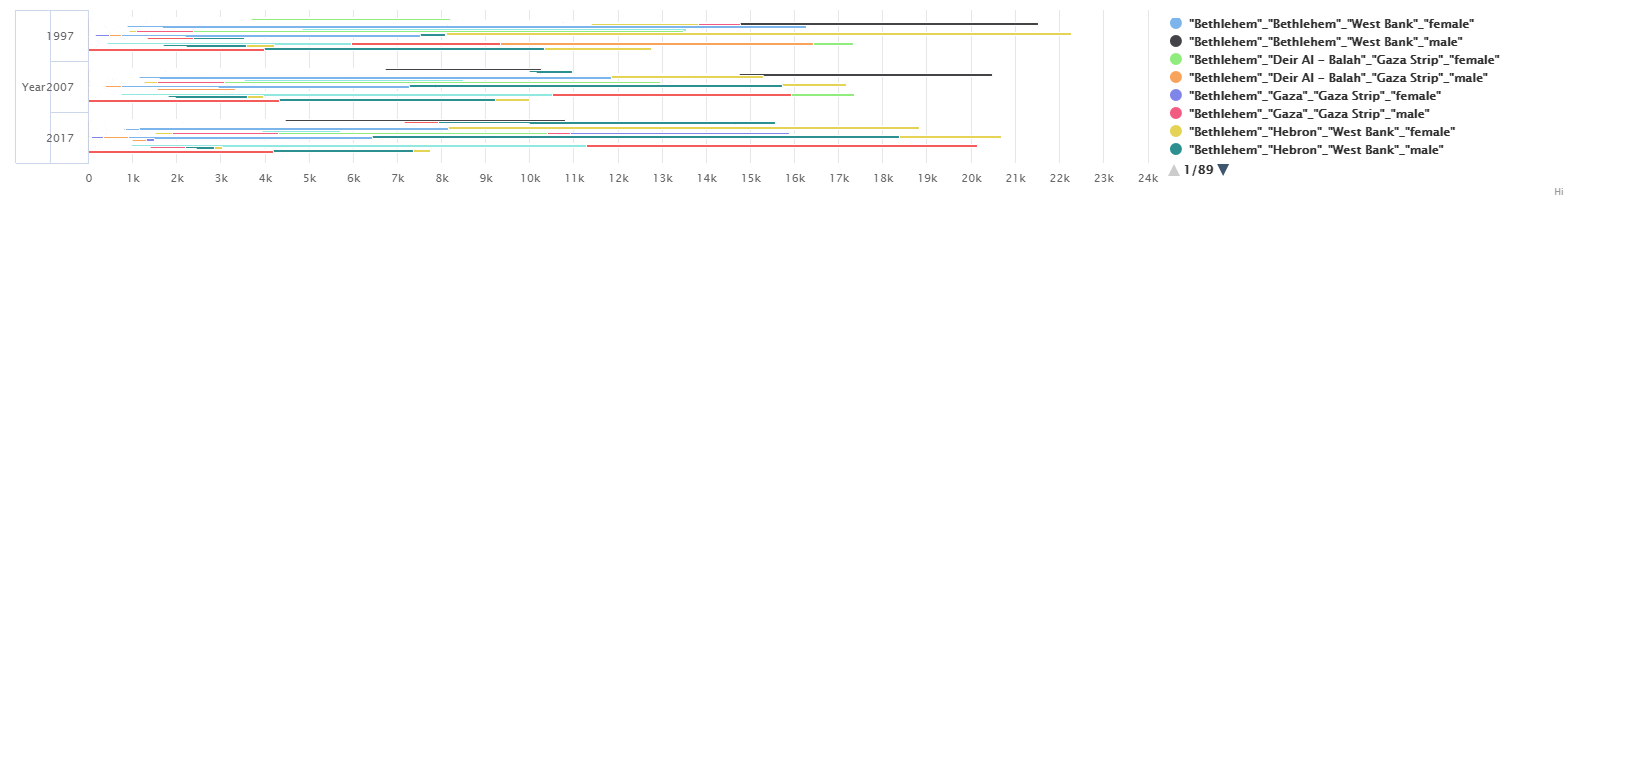 1997
Year
2007
2017
0 1k 2k 3k 4k 5k 6k 7k 8k 9k 10k 11k 12k 13k 14k 15k 16k 17k 18k 19k 20k 21k 22k 23k 24k
"Bethlehem"_"Bethlehem"_"West Bank"_"female"
"Bethlehem"_"Bethlehem"_"West Bank"_"male"
"Bethlehem"_"Deir Al - Balah"_"Gaza Strip"_"female"
"Bethlehem"_"Deir Al - Balah"_"Gaza Strip"_"male"
"Bethlehem"_"Gaza"_"Gaza Strip"_"female"
"Bethlehem"_"Gaza"_"Gaza Strip"_"male"
"Bethlehem"_"Hebron"_"West Bank"_"female"
"Bethlehem"_"Hebron"_"West Bank"_"male"
1/89
Hi